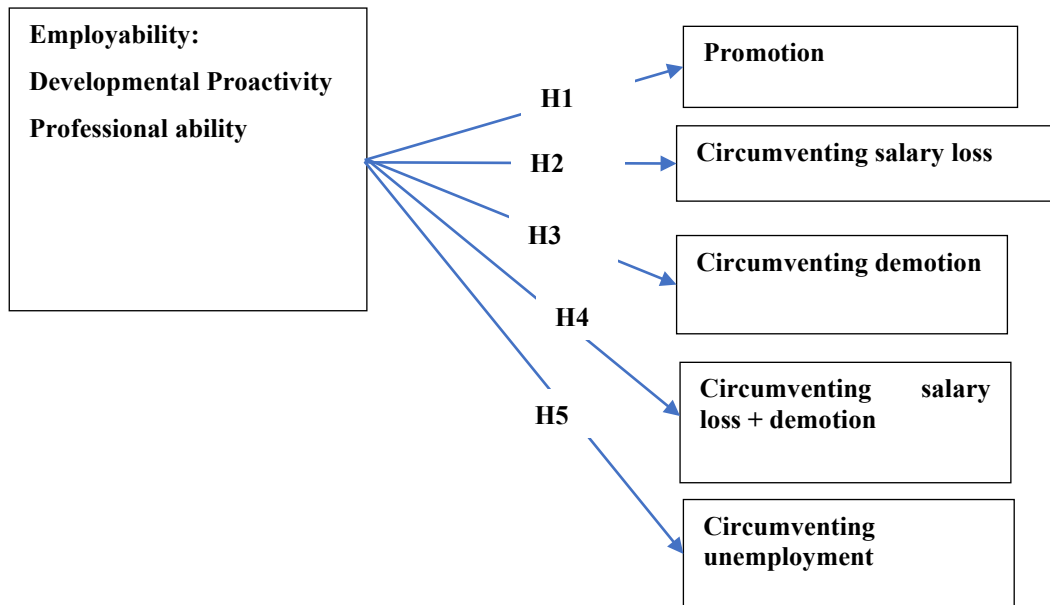 Employability:
Developmental Proactivity
Professional ability
H1
H2
H3
H4
H5
Promotion
Circumventing salary loss
Circumventing demotion
Circumventing salary
loss + demotion
Circumventing
unemployment